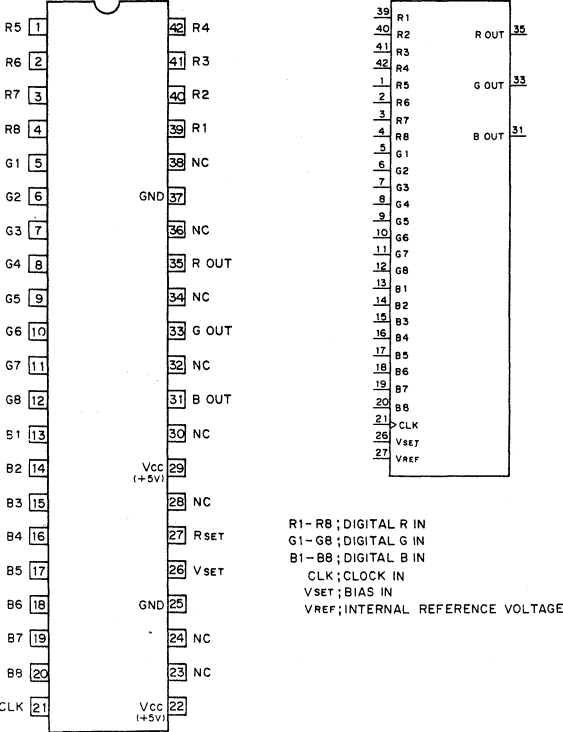 R5 1 42 R4
R6 2 41 R3
R7 3 40 R2
R8 4 39 R1
G1 5 38 NC
G2 6 GND 37
G3 7 36 NC
G4 8 35 R OUT
G5 9 34 NC
G6 10 33 G OUT
G7 11 32 NC
G8 12 31 B OUT
B1 13 30 NC
B2 14 Vcc 29
(+5V)
B3 15 28 NC
B4 16 27 RSET
B5 17 26 VSET
B6 18 GND 25
B7 19 24 NC
B8 20 23 NC
CLK 21 Vcc 22
(+5V)
39 R1
40 R2 R OUT 35
41 R3
42 R4
1 R5 G OUT 33
2 R6
3 R7
4 R8 B OUT 31
5 G1
6 G2
7 G3
8 G4
9 G5
10 G6
11 G7
12 G8
13 B1
14 B2
15 B3
16 B4
17 B5
18 B6
19 B7
20 B8
21 CLK
26 VSET
27 VREF
R1-R8; DIGITAL R IN
G1-G8; DIGITAL G IN
B1-B8; DIGITAL B IN
CLK; CLOCK IN
VSET; BIAS IN
VREF; INTERNAL REFERENCE VOLTAGE